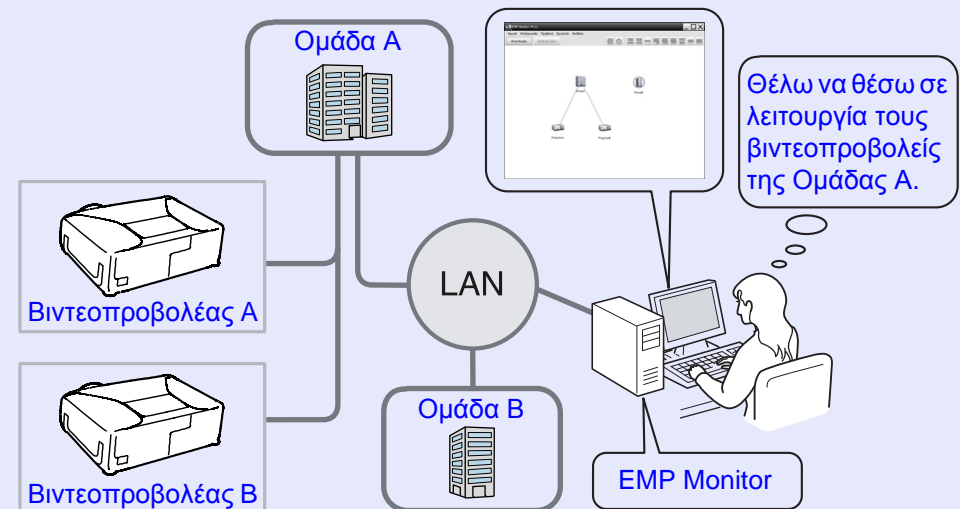 Ομάδα Α
Θέλω να θέσω σε
λειτουργία τους
βιντεοπροβολείς
της Ομάδας Α.
LAN
Βιντεοπροβολέας Α
Ομάδα Β
Βιντεοπροβολέας Β
EMP Monitor